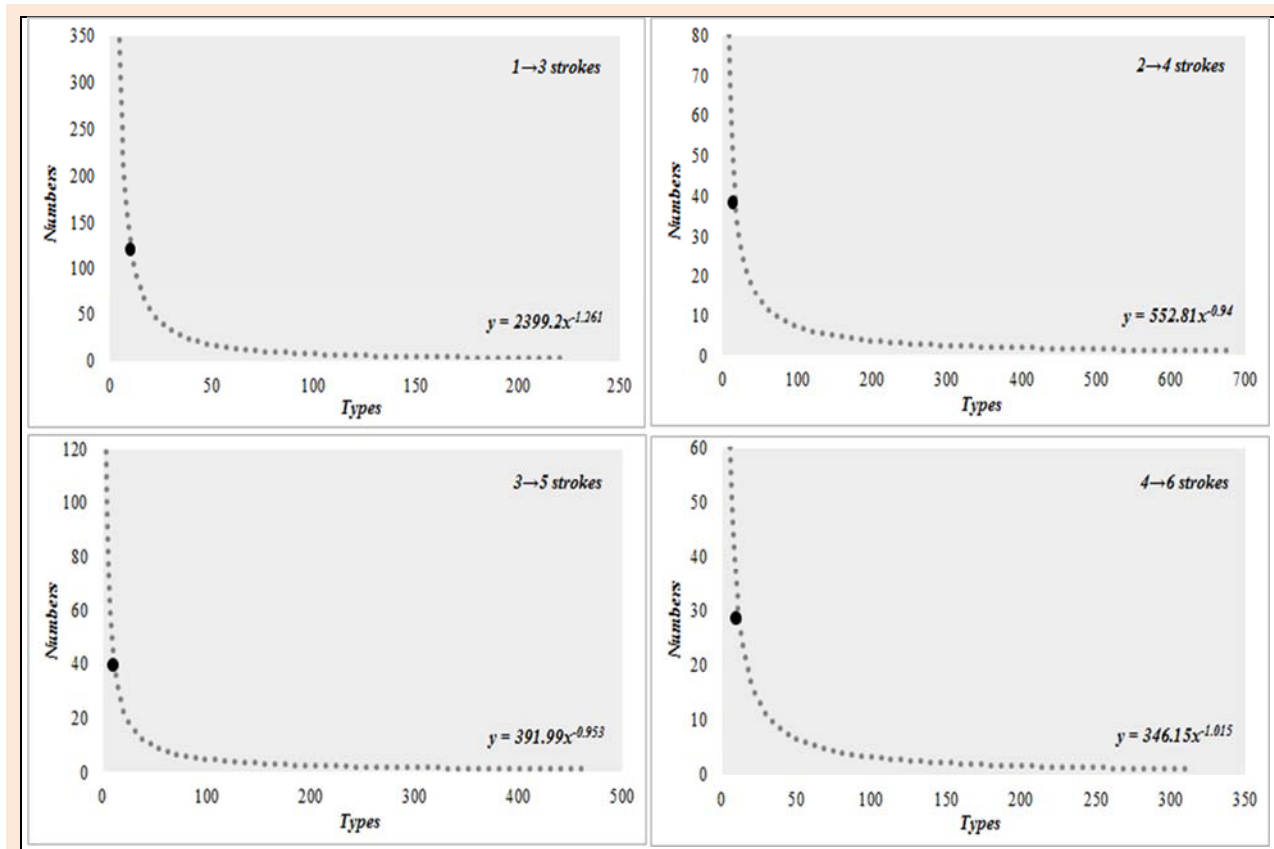 350
300
250
200
150
100
50
0
Numbers
1→3 strokes
y = 2399.2x^-1.261
0 50 100 150 200 250
Types
80
70
60
50
40
30
20
10
0
Numbers
2→4 strokes
y = 552.81x^-0.94
0 100 200 300 400 500 600 700
Types
120
100
80
60
40
20
0
Numbers
3→5 strokes
y = 391.99x^-0.953
0 100 200 300 400 500
Types
60
50
40
30
20
10
0
Numbers
4→6 strokes
y = 346.15x^-1.015
0 50 100 150 200 250 300 350
Types